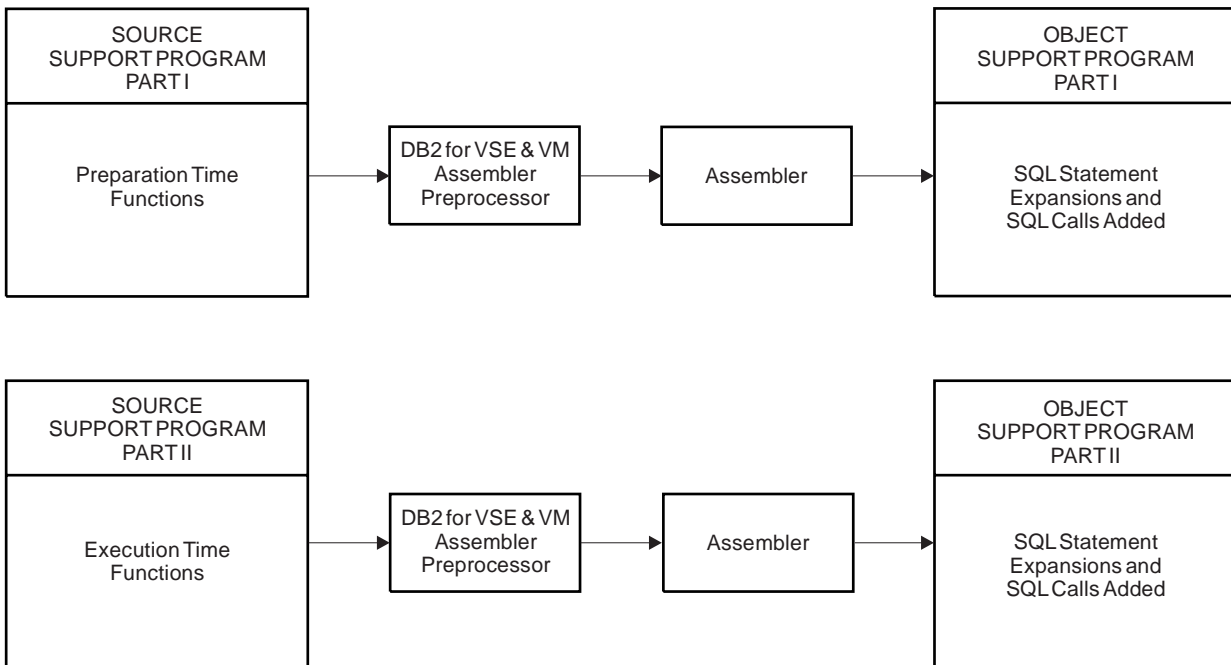 SOURCE
SUPPORT PROGRAM
PART I
Preparation Time
Functions
DB2 for VSE & VM
Assembler
Preprocessor
Assembler
OBJECT
SUPPORT PROGRAM
PART I
SQL Statement
Expansions and
SQL Calls Added
SOURCE
SUPPORT PROGRAM
PART II
Execution Time
Functions
DB2 for VSE & VM
Assembler
Preprocessor
Assembler
OBJECT
SUPPORT PROGRAM
PART II
SQL Statement
Expansions and
SQL Calls Added